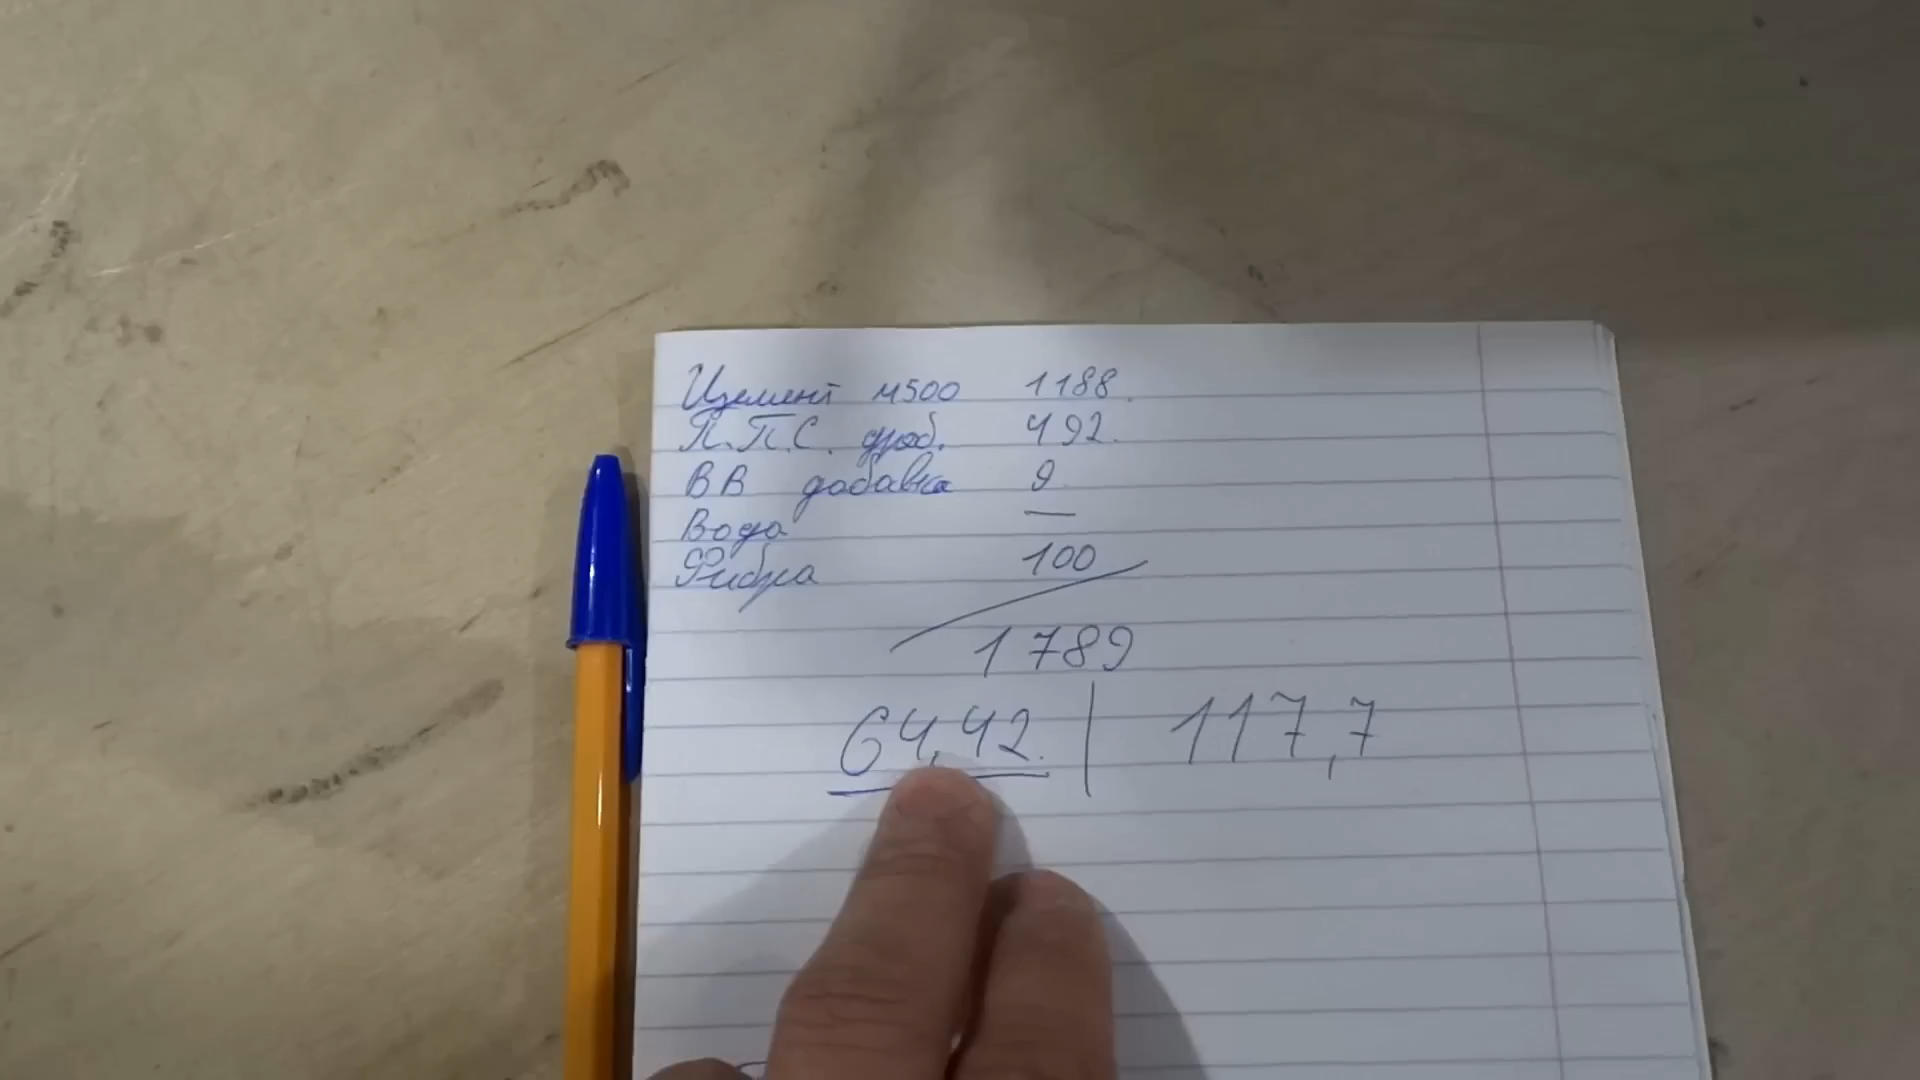 Цемент м500 1188.
П.П.С. дроб. 492.
ВВ добавка 9
Вода —
Фибра 100
1789
64,42. | 117,7